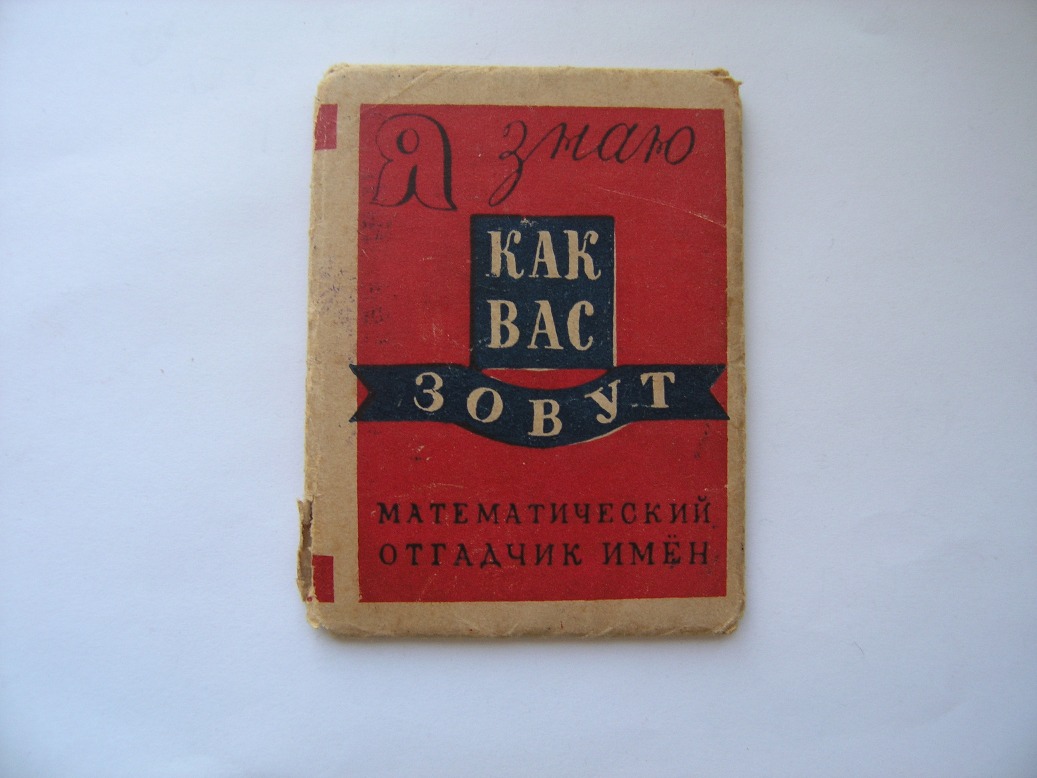 Я знаю
КАК
ВАС
ЗОВУТ
МАТЕМАТИЧЕСКИЙ
ОТГАДЧИК ИМЁН